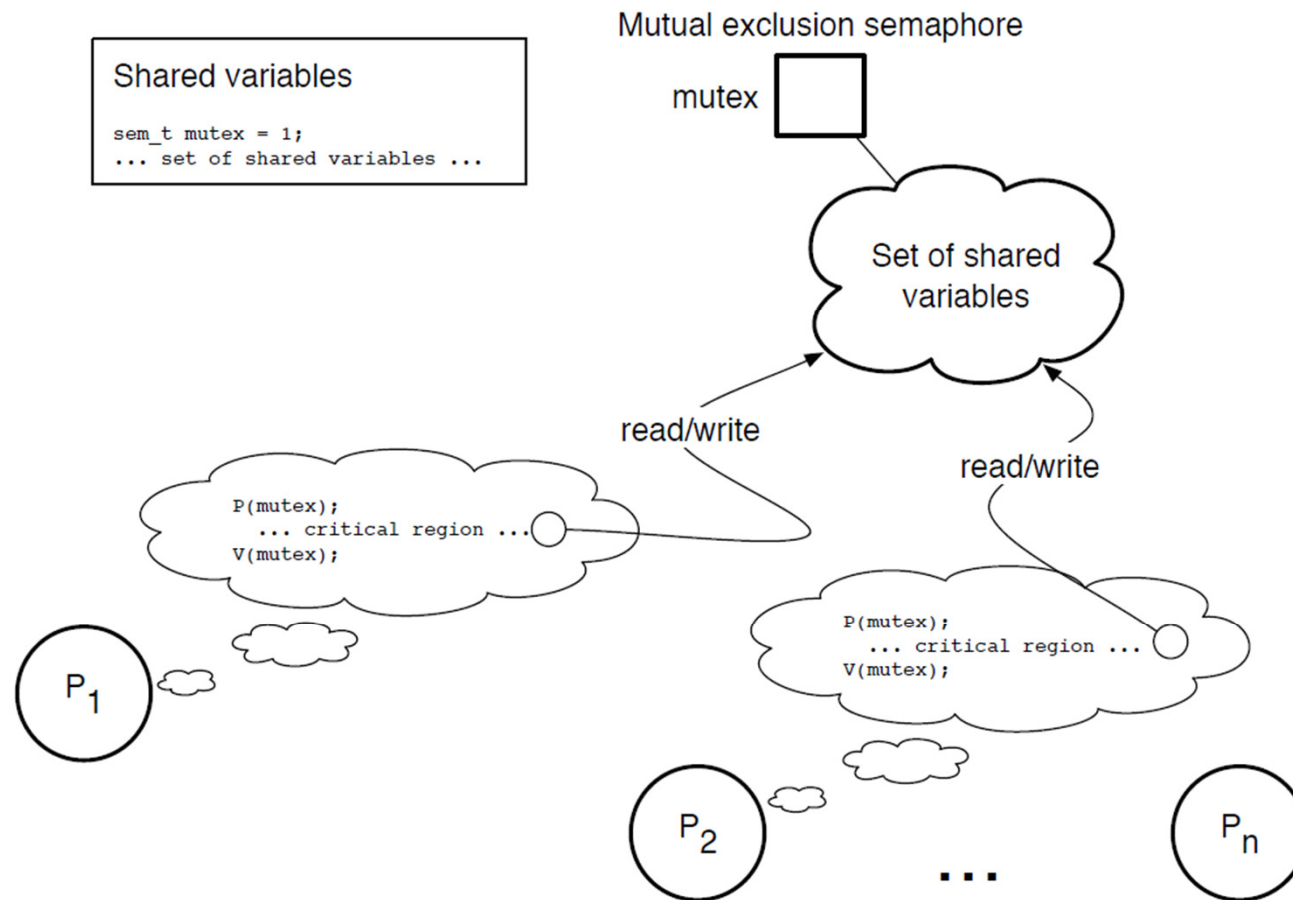 Mutual exclusion semaphore
mutex
Shared variables
sem_t mutex = 1;
... set of shared variables ...
Set of shared
variables
read/write
read/write
P(mutex);
... critical region ...
V(mutex);
P(mutex);
... critical region ...
V(mutex);
P1
P2
...
Pn